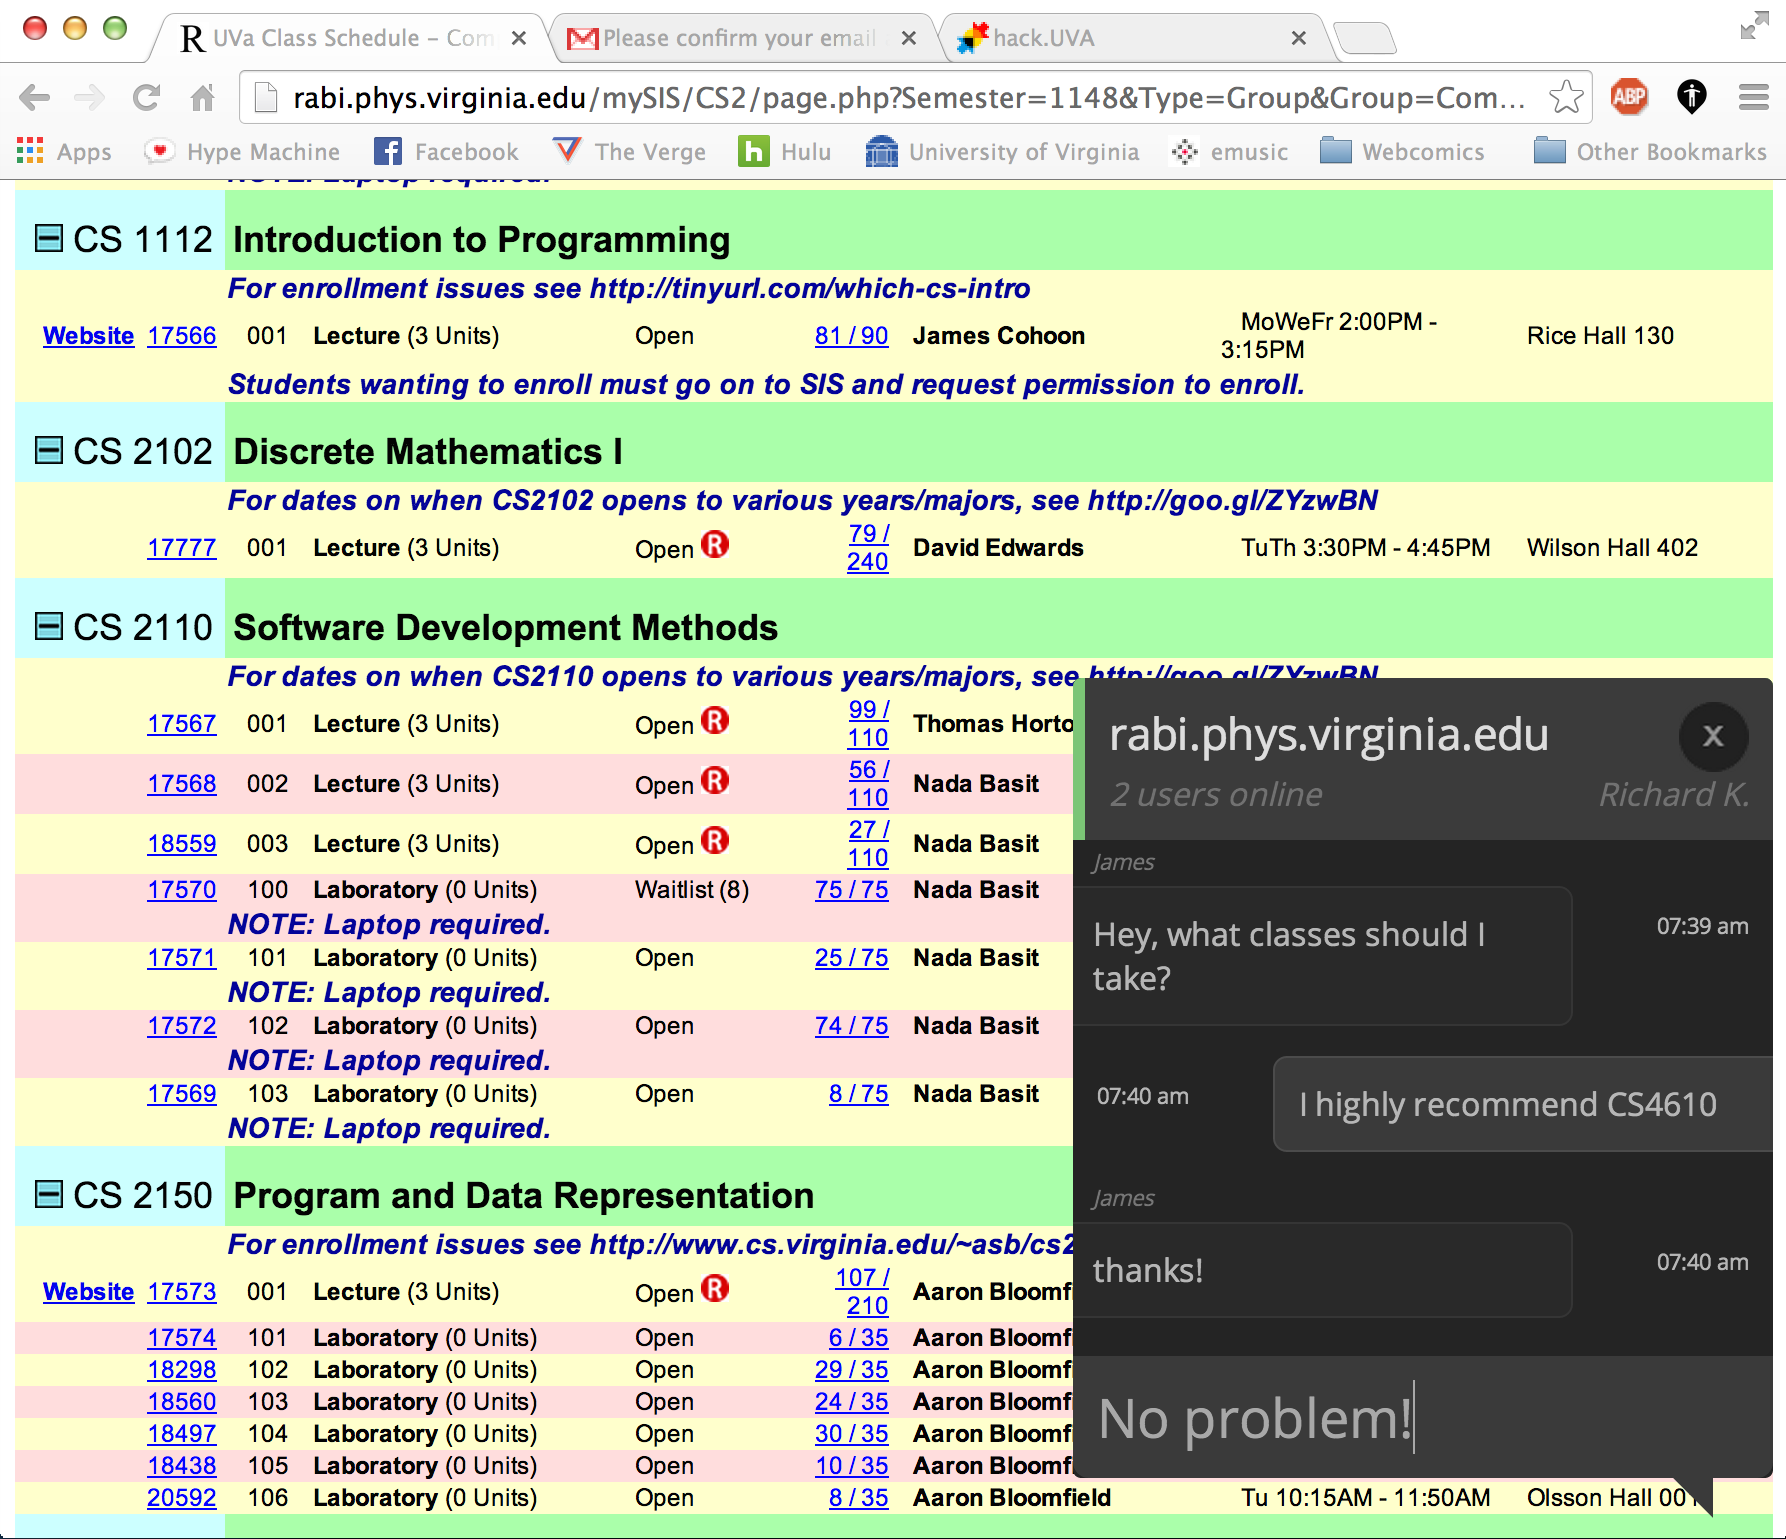 UVa Class Schedule – Com
Please confirm your email
hack.UVA
rabi.phys.virginia.edu/mySIS/CS2/page.php?Semester=1148&Type=Group&Group=Com...
ABP
Apps Hype Machine Facebook The Verge Hulu University of Virginia emusic Webcomics Other Bookmarks
NOTE: Laptop required.
CS 1112 Introduction to Programming
For enrollment issues see http://tinyurl.com/which-cs-intro
Website 17566 001 Lecture (3 Units) Open 81 / 90 James Cohoon MoWeFr 2:00PM - 3:15PM Rice Hall 130
Students wanting to enroll must go on to SIS and request permission to enroll.
CS 2102 Discrete Mathematics I
For dates on when CS2102 opens to various years/majors, see http://goo.gl/ZYzwBN
17777 001 Lecture (3 Units) Open R 79 / 240 David Edwards TuTh 3:30PM - 4:45PM Wilson Hall 402
CS 2110 Software Development Methods
For dates on when CS2110 opens to various years/majors, see http://goo.gl/ZYzwBN
17567 001 Lecture (3 Units) Open R 99 / 110 Thomas Horto
17568 002 Lecture (3 Units) Open R 56 / 110 Nada Basit
18559 003 Lecture (3 Units) Open R 27 / 110 Nada Basit
17570 100 Laboratory (0 Units) Waitlist (8) 75 / 75 Nada Basit
NOTE: Laptop required.
17571 101 Laboratory (0 Units) Open 25 / 75 Nada Basit
NOTE: Laptop required.
17572 102 Laboratory (0 Units) Open 74 / 75 Nada Basit
NOTE: Laptop required.
17569 103 Laboratory (0 Units) Open 8 / 75 Nada Basit
NOTE: Laptop required.
CS 2150 Program and Data Representation
For enrollment issues see http://www.cs.virginia.edu/~asb/cs2
Website 17573 001 Lecture (3 Units) Open R 107 / 210 Aaron Bloomf
17574 101 Laboratory (0 Units) Open 6 / 35 Aaron Bloomf
18298 102 Laboratory (0 Units) Open 29 / 35 Aaron Bloomf
18560 103 Laboratory (0 Units) Open 24 / 35 Aaron Bloomf
18497 104 Laboratory (0 Units) Open 30 / 35 Aaron Bloomf
18438 105 Laboratory (0 Units) Open 10 / 35 Aaron Bloomf
20592 106 Laboratory (0 Units) Open 8 / 35 Aaron Bloomfield Tu 10:15AM - 11:50AM Olsson Hall 001
rabi.phys.virginia.edu
x
2 users online Richard K.
James
Hey, what classes should I
take?
07:39 am
07:40 am
I highly recommend CS4610
James
thanks!
07:40 am
No problem!